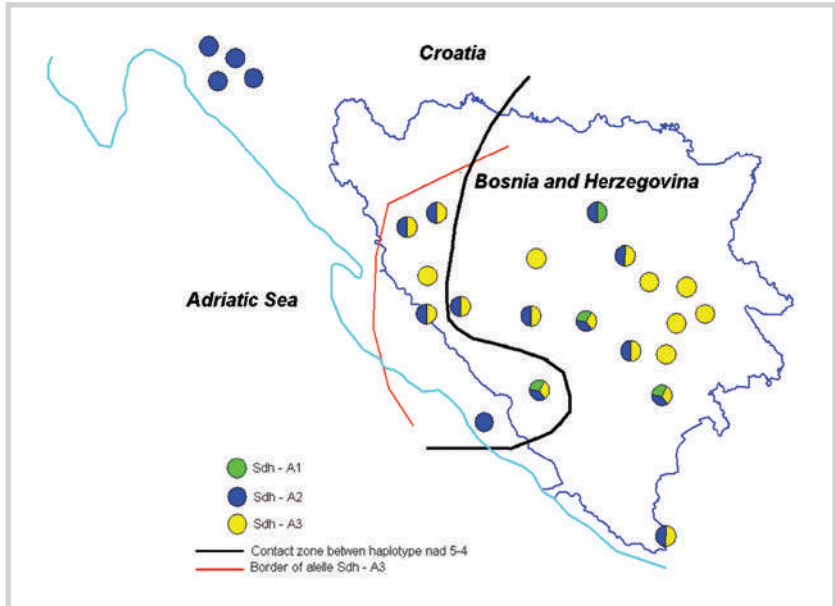 Croatia
Bosnia and Herzegovina
Adriatic Sea
Sdh - A1
Sdh - A2
Sdh - A3
Contact zone betwen haplotype nad 5-4
Border of alelle Sdh - A3